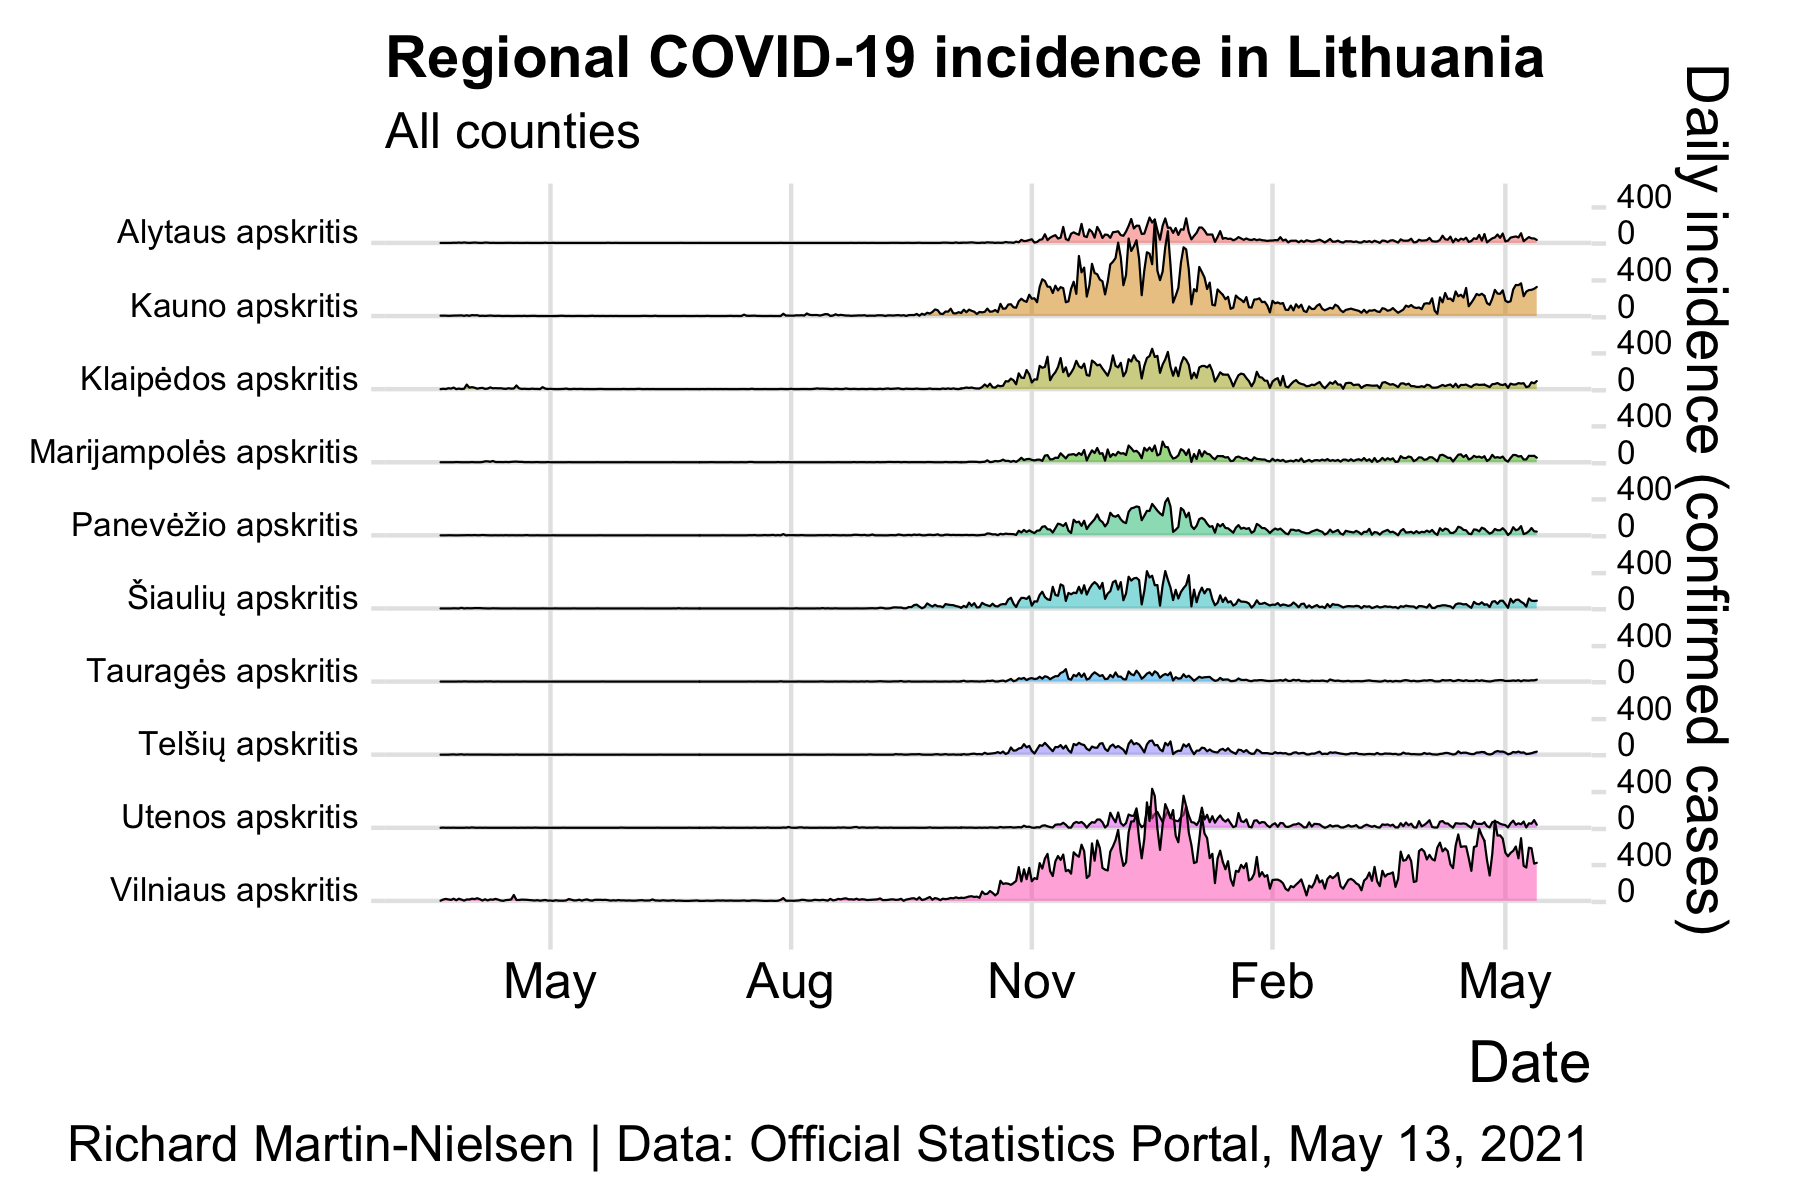 Regional COVID-19 incidence in Lithuania
All counties
Daily incidence (confirmed cases)
Alytaus apskritis
400
0
Kauno apskritis
400
0
Klaipėdos apskritis
400
0
Marijampolės apskritis
400
0
Panevėžio apskritis
400
0
Šiaulių apskritis
400
0
Tauragės apskritis
400
0
Telšių apskritis
400
0
Utenos apskritis
400
0
Vilniaus apskritis
400
0
May Aug Nov Feb May
Date
Richard Martin-Nielsen | Data: Official Statistics Portal, May 13, 2021